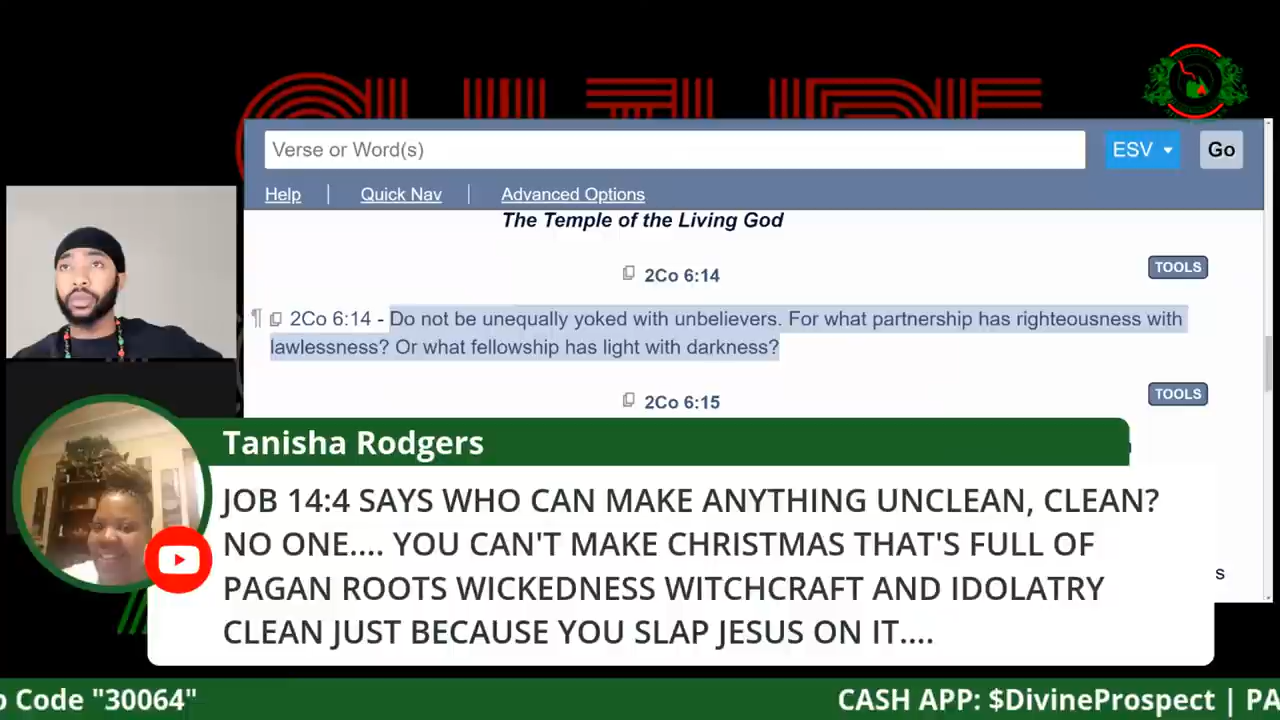 CULTURE
Verse or Word(s)
ESV
Go
Help
Quick Nav
Advanced Options
The Temple of the Living God
2Co 6:14
TOOLS
¶ 2Co 6:14 - Do not be unequally yoked with unbelievers. For what partnership has righteousness with
lawlessness? Or what fellowship has light with darkness?
2Co 6:15
TOOLS
Tanisha Rodgers
JOB 14:4 SAYS WHO CAN MAKE ANYTHING UNCLEAN, CLEAN?
NO ONE.... YOU CAN'T MAKE CHRISTMAS THAT'S FULL OF
PAGAN ROOTS WICKEDNESS WITCHCRAFT AND IDOLATRY
CLEAN JUST BECAUSE YOU SLAP JESUS ON IT....
s
p Code "30064"
CASH APP: $DivineProspect | PA